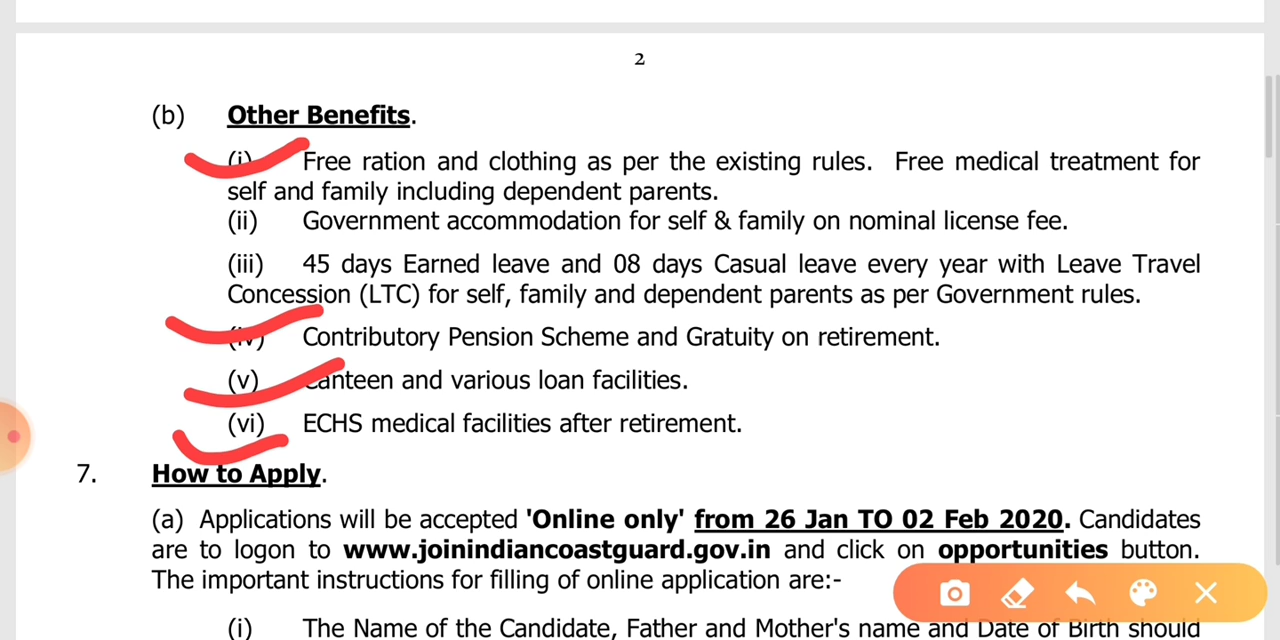 2
(b) Other Benefits.
(i) Free ration and clothing as per the existing rules. Free medical treatment for
self and family including dependent parents.
(ii) Government accommodation for self & family on nominal license fee.
(iii) 45 days Earned leave and 08 days Casual leave every year with Leave Travel
Concession (LTC) for self, family and dependent parents as per Government rules.
(iv) Contributory Pension Scheme and Gratuity on retirement.
(v) Canteen and various loan facilities.
(vi) ECHS medical facilities after retirement.
7. How to Apply.
(a) Applications will be accepted 'Online only' from 26 Jan TO 02 Feb 2020. Candidates
are to logon to www.joinindiancoastguard.gov.in and click on opportunities button.
The important instructions for filling of online application are:-
(i) The Name of the Candidate, Father and Mother's name and Date of Birth should